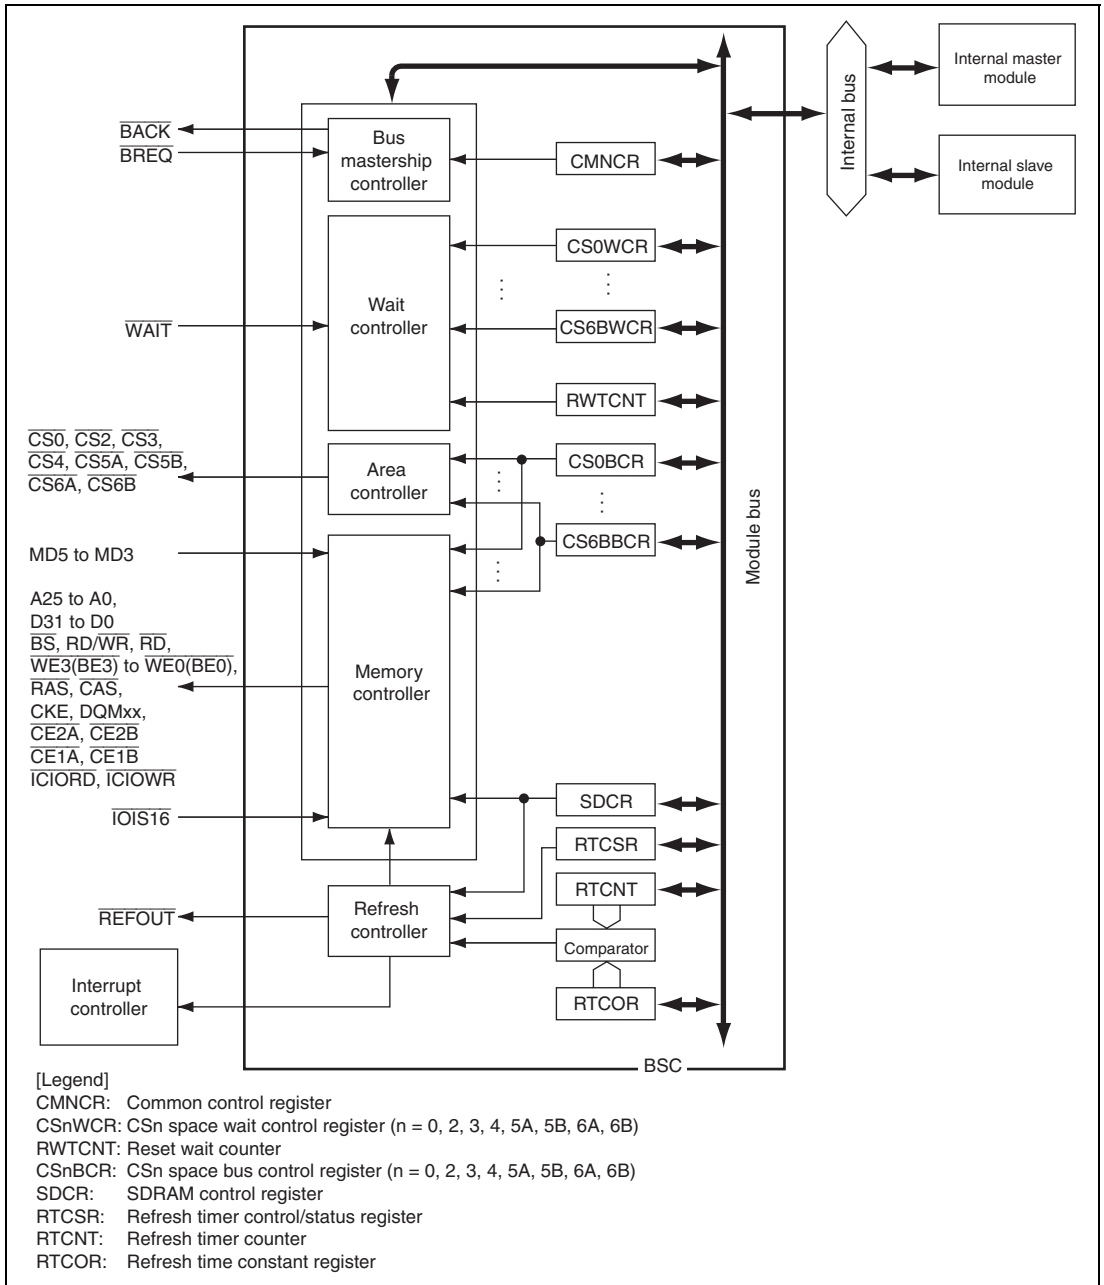 BACK
BREQ
Bus
mastership
controller
CMNCR
Internal bus
Internal master
module
Internal slave
module
CS0WCR
Wait
controller
WAIT
CS6BWCR
RWTCNT
CS0, CS2, CS3,
CS4, CS5A, CS5B,
CS6A, CS6B
Area
controller
CS0BCR
CS6BBCR
Module bus
MD5 to MD3
A25 to A0,
D31 to D0
BS, RD/WR, RD,
WE3(BE3) to WE0(BE0),
RAS, CAS,
CKE, DQMxx,
CE2A, CE2B
CE1A, CE1B
ICIORD, ICIOWR
Memory
controller
IOIS16
SDCR
RTCSR
RTCNT
REFOUT
Refresh
controller
Comparator
Interrupt
controller
RTCOR
BSC
[Legend]
CMNCR: Common control register
CSnWCR: CSn space wait control register (n = 0, 2, 3, 4, 5A, 5B, 6A, 6B)
RWTCNT: Reset wait counter
CSnBCR: CSn space bus control register (n = 0, 2, 3, 4, 5A, 5B, 6A, 6B)
SDCR: SDRAM control register
RTCSR: Refresh timer control/status register
RTCNT: Refresh timer counter
RTCOR: Refresh time constant register